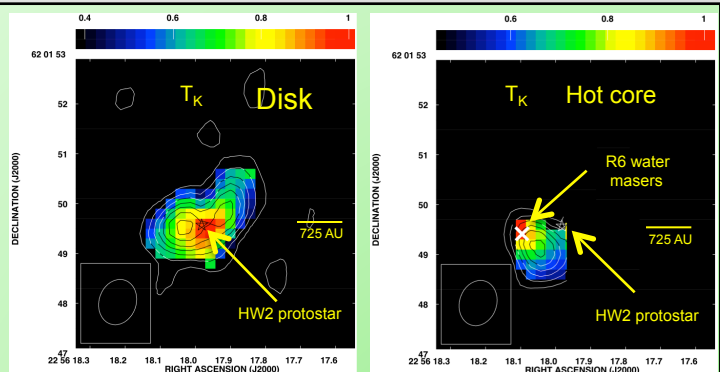 0.4 0.6 0.8 1
62 01 53
T_K Disk
52
51
50
49
48
47
DECLINATION (J2000)
725 AU
HW2 protostar
22 56 18.3 18.2 18.1 18.0 17.9 17.8 17.7 17.6
RIGHT ASCENSION (J2000)
0.6 0.8 1
62 01 53
T_K Hot core
52
51
50
49
48
47
DECLINATION (J2000)
R6 water
masers
725 AU
HW2 protostar
22 56 18.3 18.2 18.1 18.0 17.9 17.8 17.7 17.6
RIGHT ASCENSION (J2000)